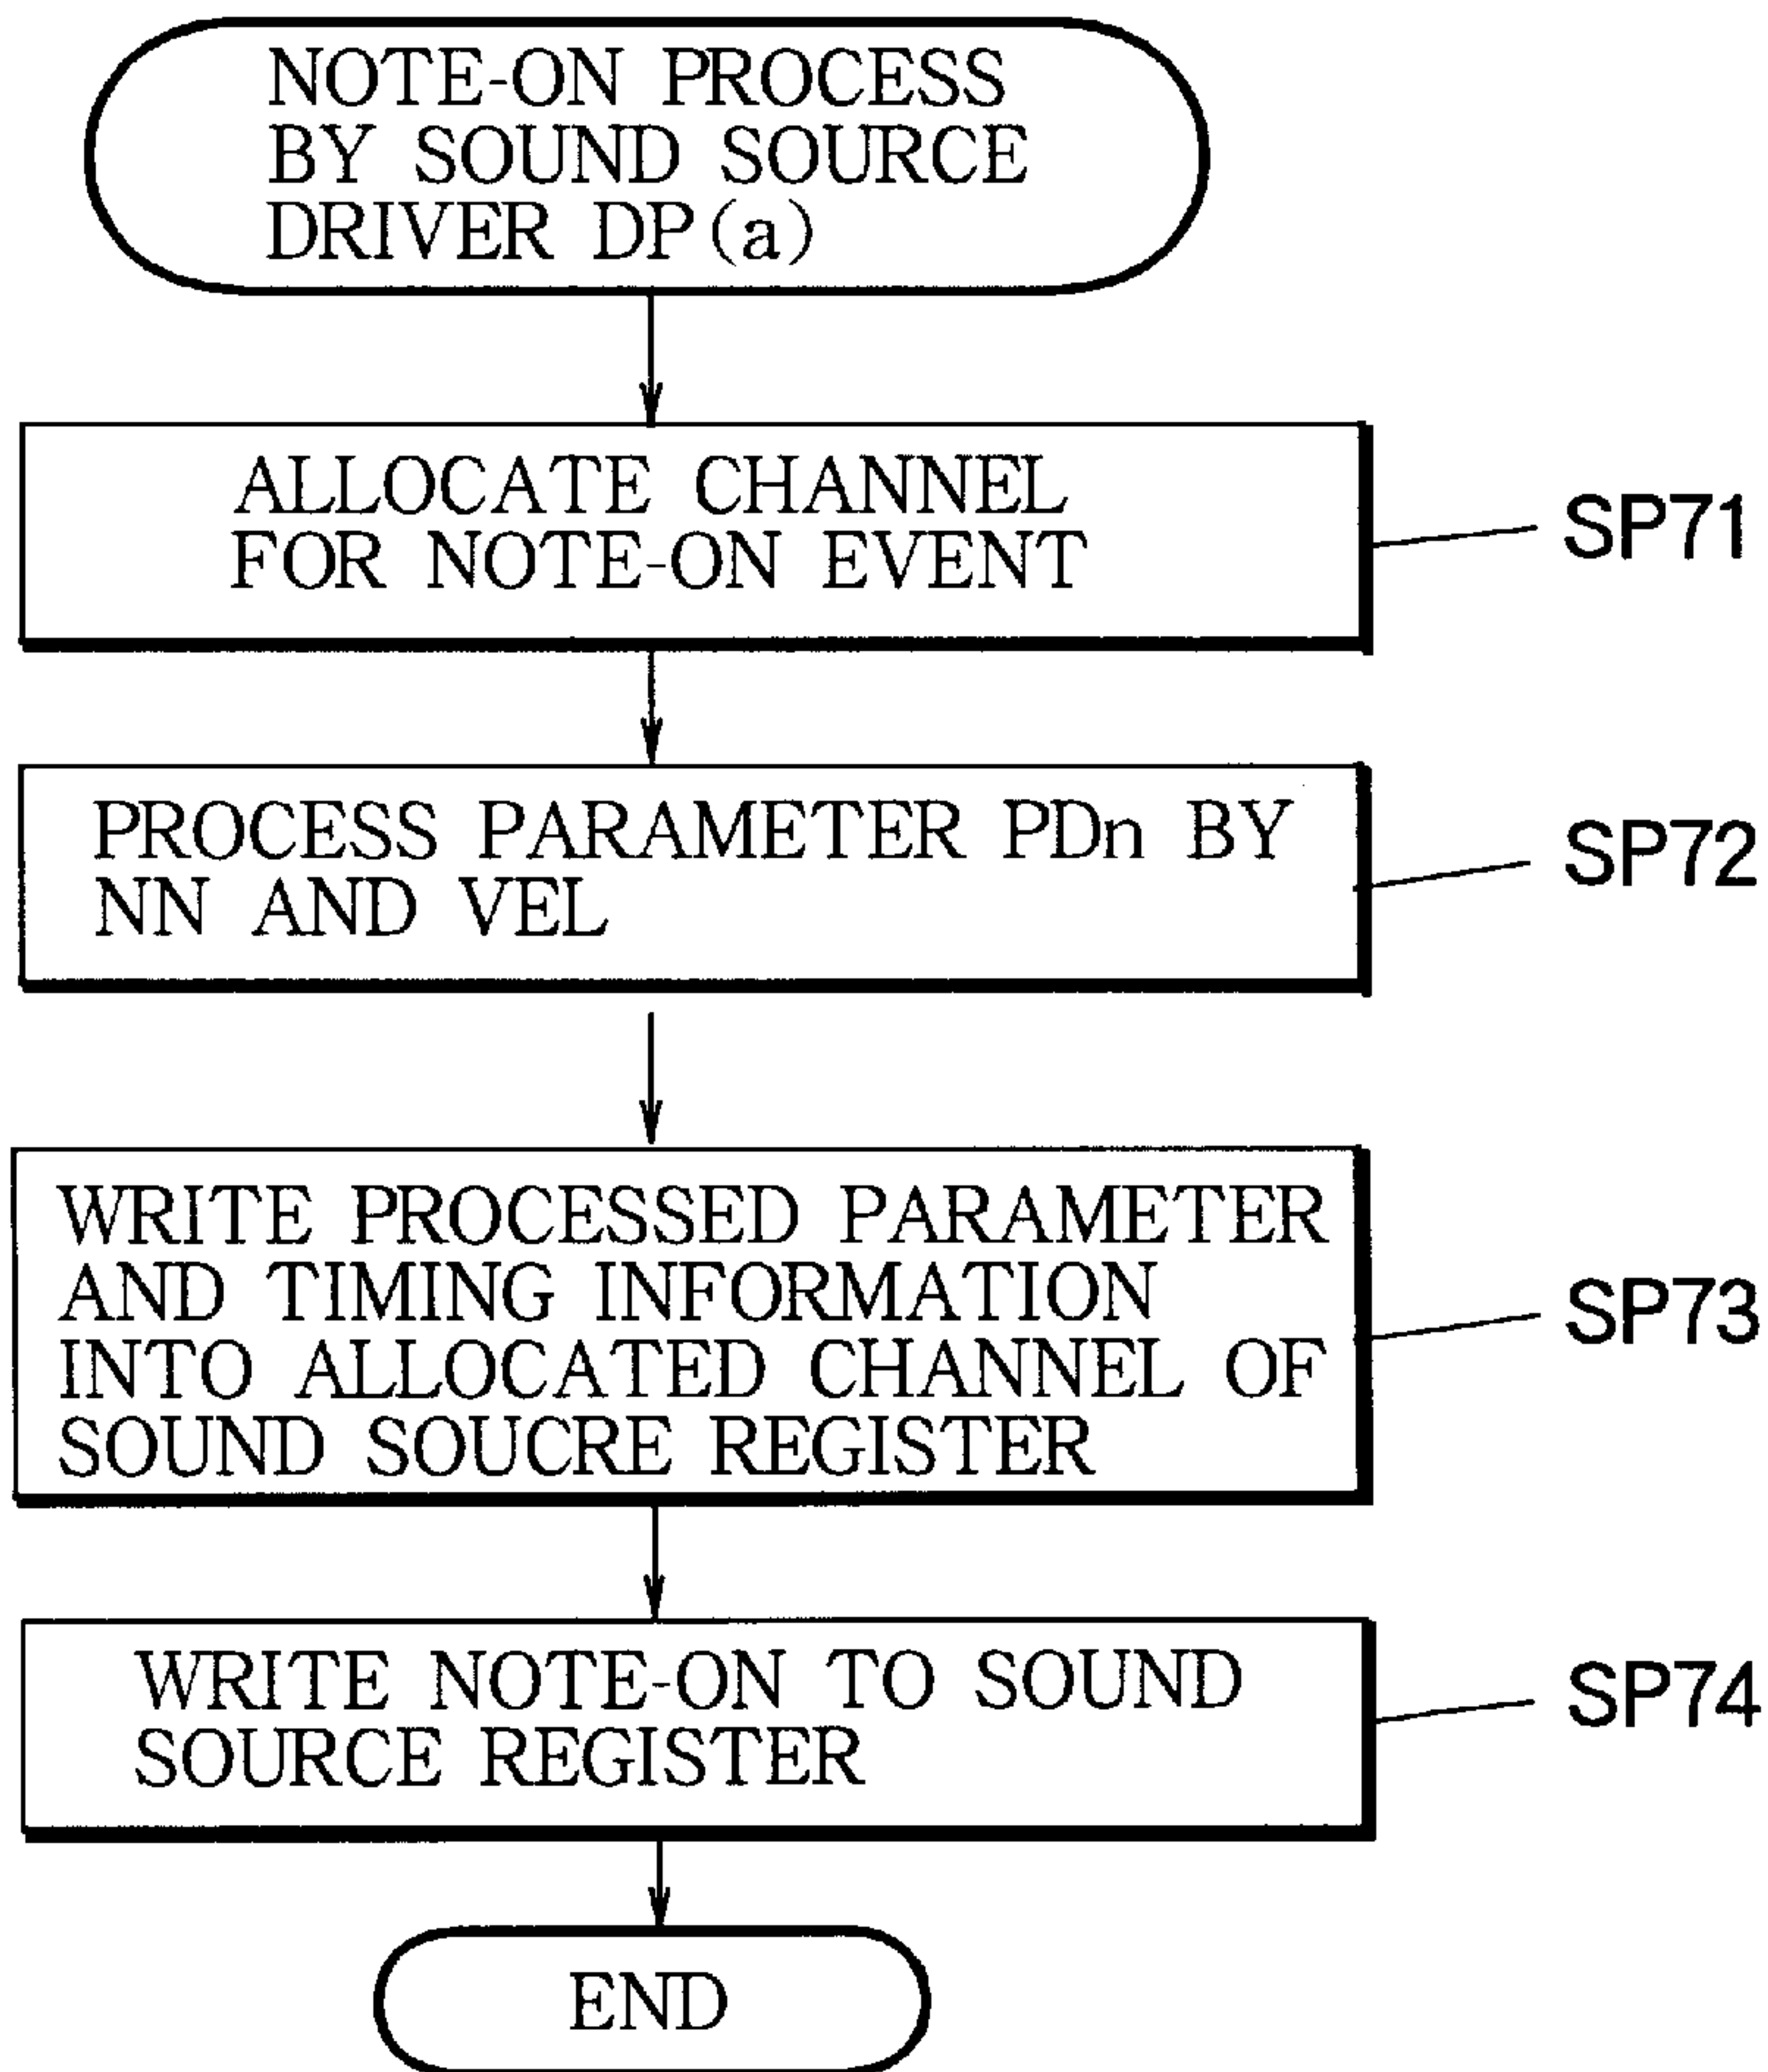 NOTE-ON PROCESS
BY SOUND SOURCE
DRIVER DP(a)
ALLOCATE CHANNEL
FOR NOTE-ON EVENT
SP71
PROCESS PARAMETER PDn BY
NN AND VEL
SP72
WRITE PROCESSED PARAMETER
AND TIMING INFORMATION
INTO ALLOCATED CHANNEL OF
SOUND SOUCRE REGISTER
SP73
WRITE NOTE-ON TO SOUND
SOURCE REGISTER
SP74
END